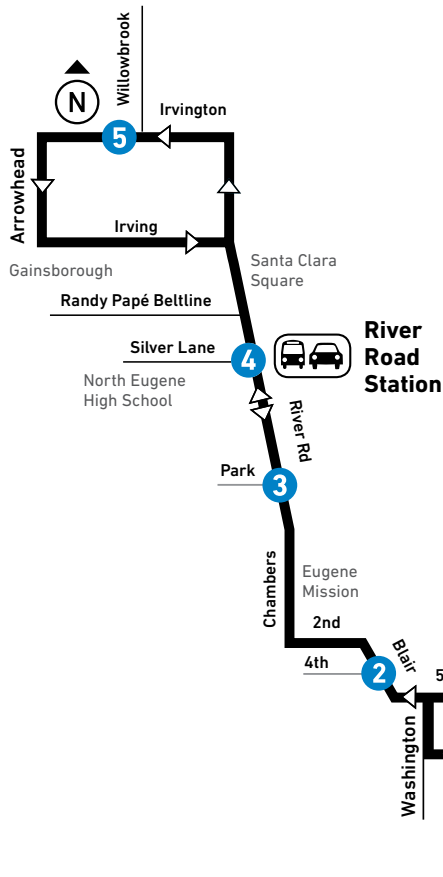 Willowbrook
N
Irvington
5
Arrowhead
Irving
Gainsborough
Santa Clara
Square
Randy Papé Beltline
River
Road
Station
Silver Lane
4
North Eugene
High School
River Rd
Park
3
Chambers
Eugene
Mission
2nd
Blair
4th
2
5
Washington